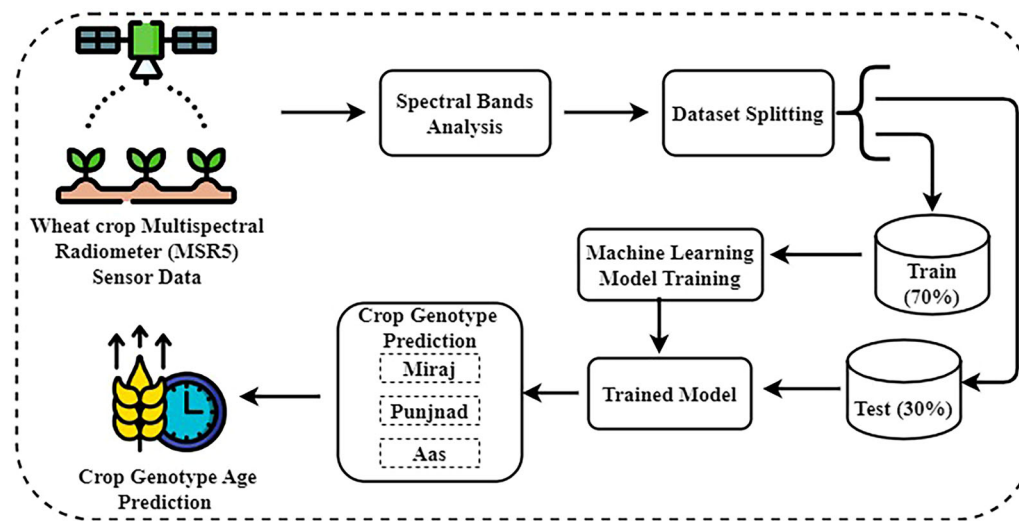 Wheat crop Multispectral
Radiometer (MSR5)
Sensor Data
Spectral Bands
Analysis
Dataset Splitting
Train
(70%)
Machine Learning
Model Training
Test (30%)
Trained Model
Crop Genotype
Prediction
Miraj
Punjnad
Aas
Crop Genotype Age
Prediction